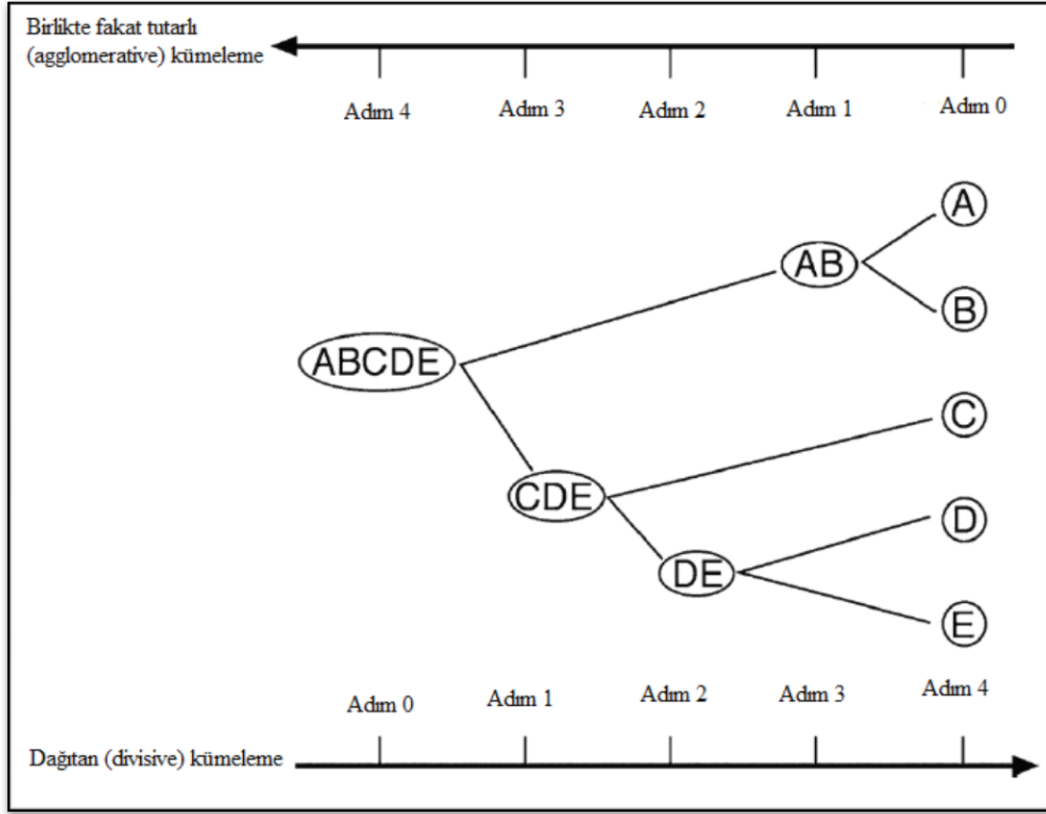 Birlikte fakat tutarlı
(agglomerative) kümeleme
Adım 4 Adım 3 Adım 2 Adım 1 Adım 0
A
AB
B
ABCDE
C
CDE
D
DE
E
Adım 0 Adım 1 Adım 2 Adım 3 Adım 4
Dağıtan (divisive) kümeleme